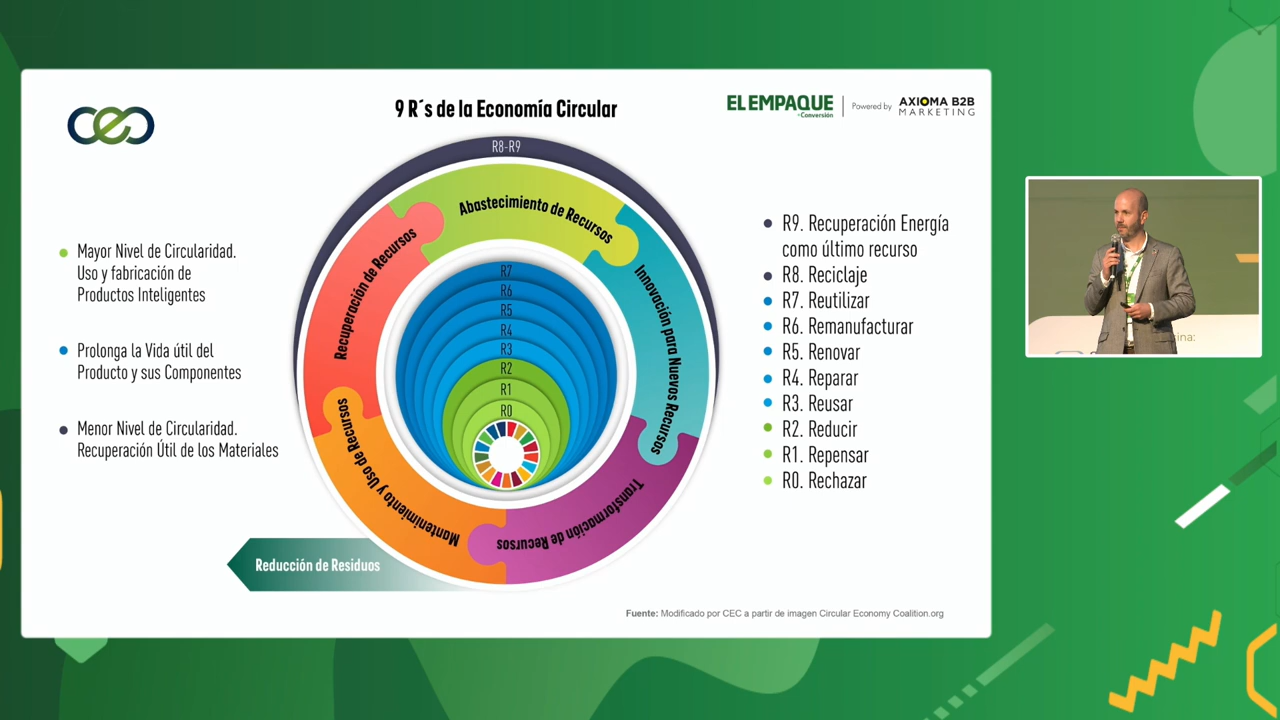 9 R´s de la Economía Circular
EL EMPAQUE
+Conversión
Powered by
AXIOMA B2B
MARKETING
ceo
Mayor Nivel de Circularidad.
Uso y fabricación de
Productos Inteligentes
Prolonga la Vida útil del
Producto y sus Componentes
Menor Nivel de Circularidad.
Recuperación Útil de los Materiales
R8-R9
Abastecimiento de Recursos
Innovación para Nuevos Recursos
Transformación de Recursos
Mantenimiento y Uso de Recursos
Recuperación de Recursos
R7
R6
R5
R4
R3
R2
R1
R0
R9. Recuperación Energía
como último recurso
R8. Reciclaje
R7. Reutilizar
R6. Remanufacturar
R5. Renovar
R4. Reparar
R3. Reusar
R2. Reducir
R1. Repensar
R0. Rechazar
Reducción de Residuos
Fuente: Modificado por CEC a partir de imagen Circular Economy Coalition.org